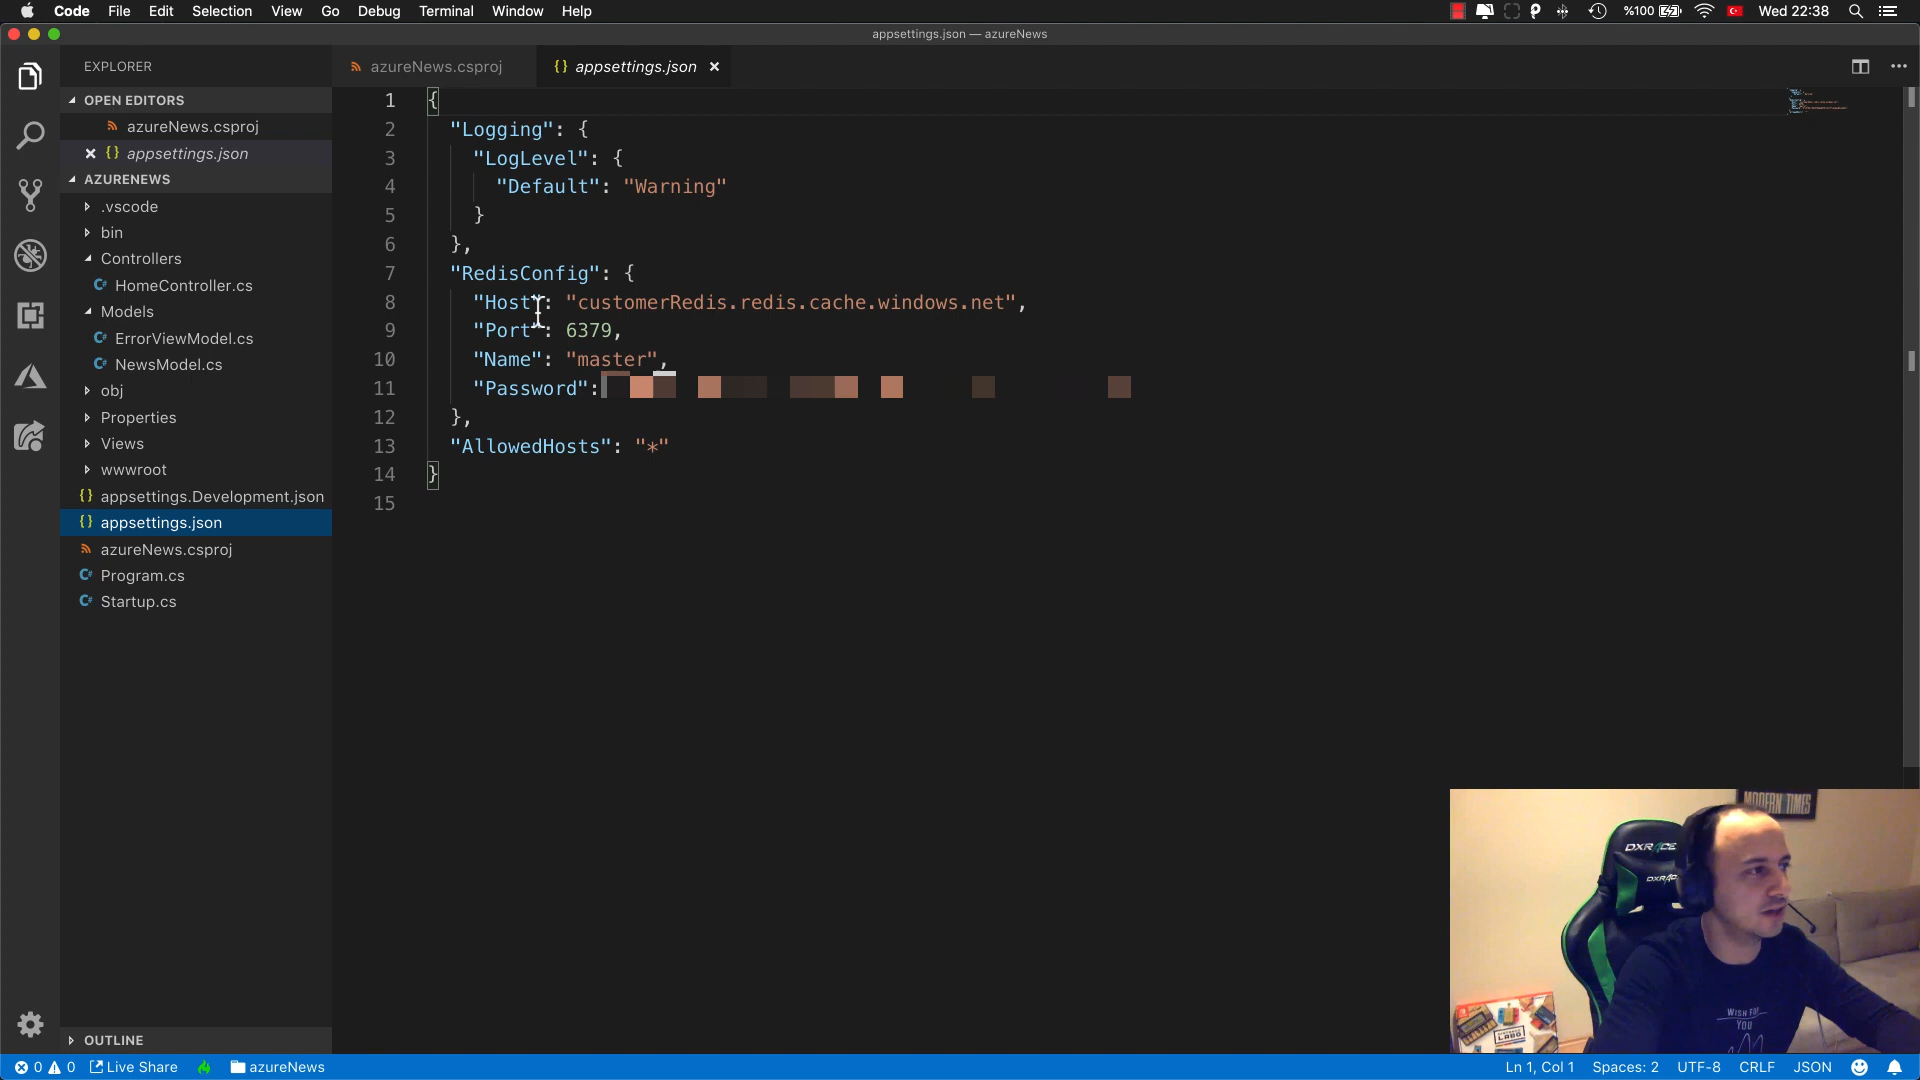 Code File Edit Selection View Go Debug Terminal Window Help
%100 Wed 22:38
appsettings.json — azureNews
EXPLORER
azureNews.csproj
appsettings.json
OPEN EDITORS
azureNews.csproj
appsettings.json
AZURENEWS
.vscode
bin
Controllers
HomeController.cs
Models
ErrorViewModel.cs
NewsModel.cs
obj
Properties
Views
wwwroot
appsettings.Development.json
appsettings.json
azureNews.csproj
Program.cs
Startup.cs
OUTLINE
1 {
2 "Logging": {
3 "LogLevel": {
4 "Default": "Warning"
5 }
6 },
7 "RedisConfig": {
8 "Host": "customerRedis.redis.cache.windows.net",
9 "Port": 6379,
10 "Name": "master",
11 "Password":
12 },
13 "AllowedHosts": "*"
14 }
15
MODERN TIMES
DXRACER
WISH FOR
YOU
LABO
0 0 Live Share azureNews
Ln 1, Col 1 Spaces: 2 UTF-8 CRLF JSON